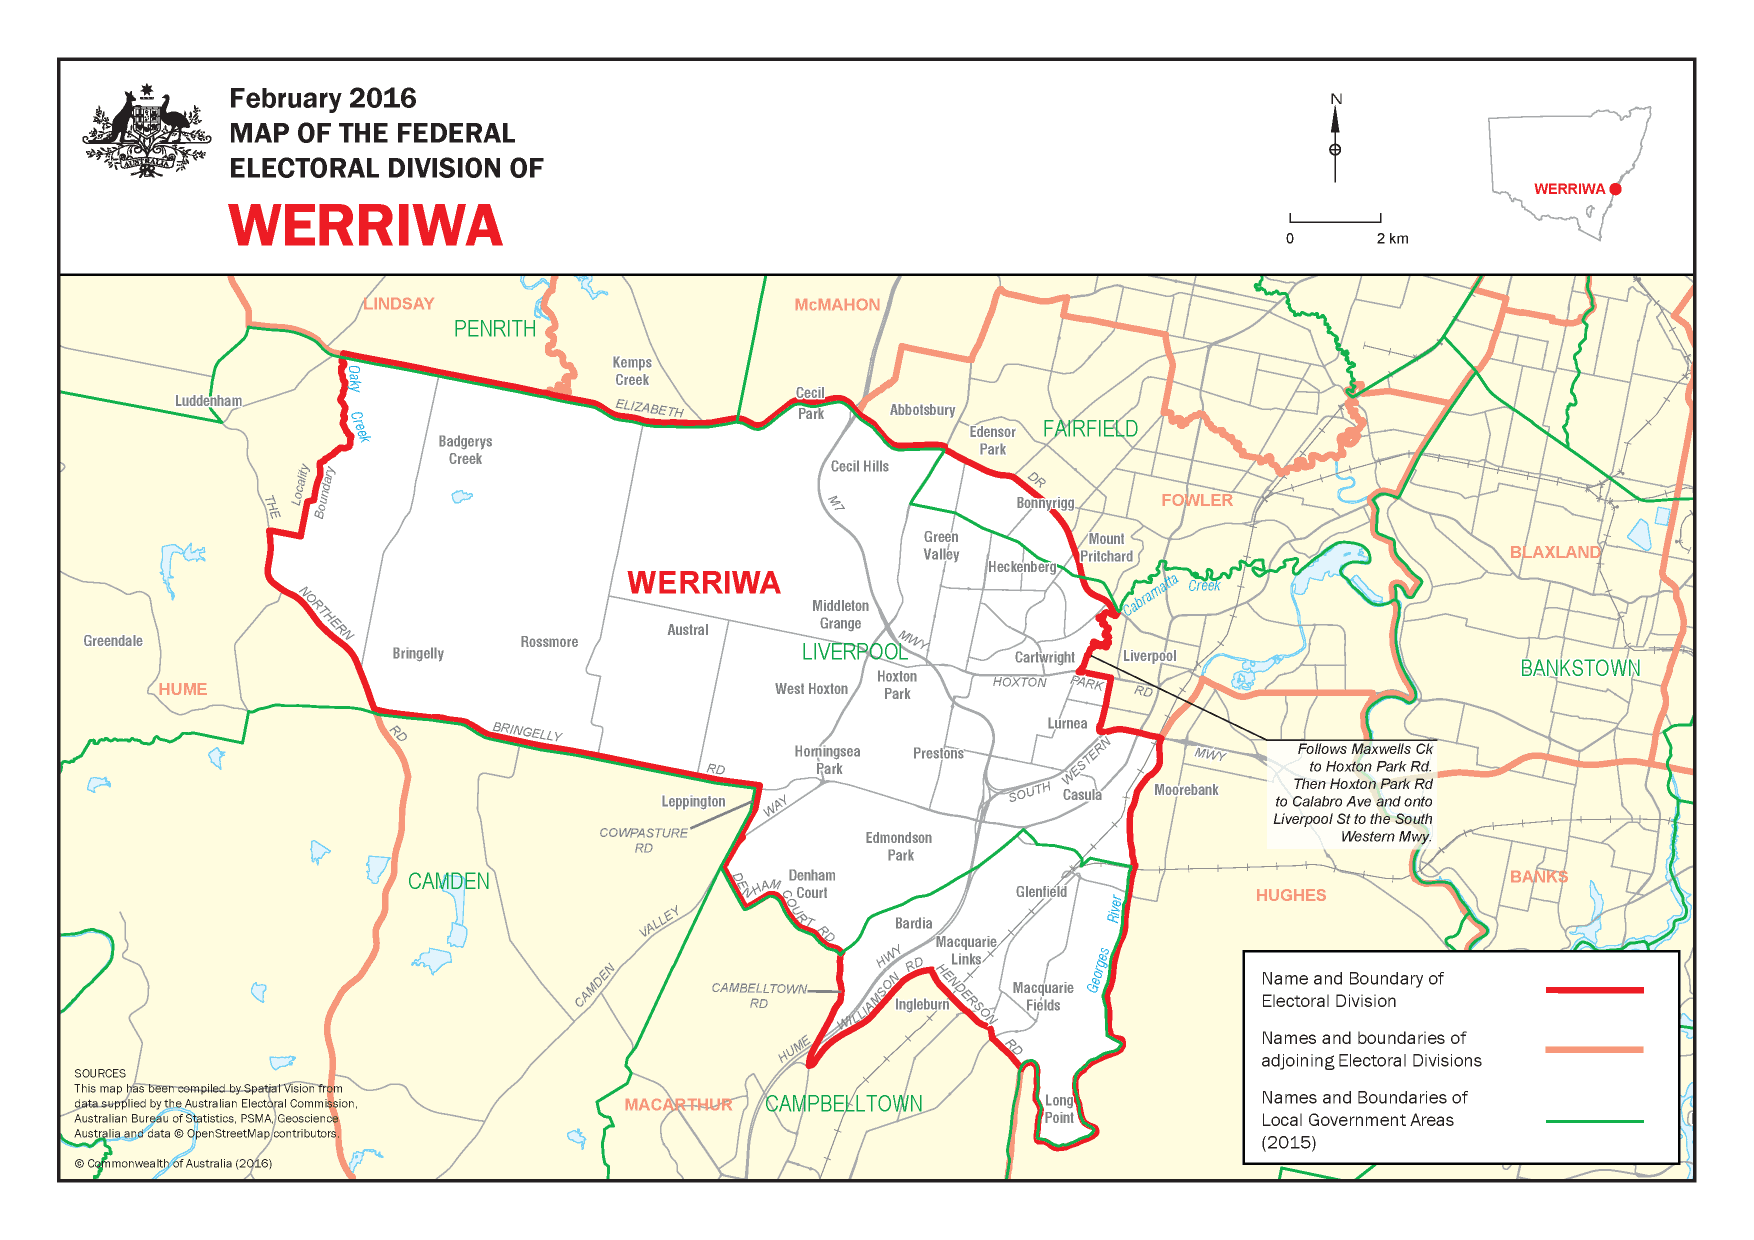 February 2016
MAP OF THE FEDERAL
ELECTORAL DIVISION OF
WERRIWA
AUSTRALIA
N
0 2 km
WERRIWA
LINDSAY
PENRITH
McMAHON
Kemps
Creek
Luddenham
Oaky
Creek
ELIZABETH
Cecil
Park
Abbotsbury
Edensor
Park
FAIRFIELD
Badgerys
Creek
Cecil Hills
DR
Bonnyrigg
FOWLER
Locality
Boundary
THE
M7
Green
Valley
Mount
Pritchard
Heckenberg
BLAXLAND
WERRIWA
Cabramatta
Creek
NORTHERN
Middleton
Grange
Greendale
Austral
Rossmore
Bringelly
LIVERPOOL
MWY
Cartwright
Liverpool
BANKSTOWN
HUME
West Hoxton
Hoxton
Park
HOXTON
PARK
RD
RD
BRINGELLY
RD
Lurnea
Horningsea
Park
Prestons
SOUTH
WESTERN
MWY
Casula
Moorebank
Follows Maxwells Ck
to Hoxton Park Rd.
Then Hoxton Park Rd
to Calabro Ave and onto
Liverpool St to the South
Western Mwy.
Leppington
WAY
COWPASTURE
RD
Edmondson
Park
CAMDEN
DENHAM
COURT
RD
Denham
Court
Glenfield
HUGHES
BANKS
VALLEY
CAMDEN
Bardia
Macquarie
Links
HWY
Georges
River
CAMBELLTOWN
RD
WILLIAMSON
RD
HENDERSON
RD
Ingleburn
Macquarie
Fields
HUME
MACARTHUR
CAMPBELLTOWN
Long
Point
Name and Boundary of
Electoral Division
Names and boundaries of
adjoining Electoral Divisions
Names and Boundaries of
Local Government Areas
(2015)
SOURCES
This map has been compiled by Spatial Vision from
data supplied by the Australian Electoral Commission,
Australian Bureau of Statistics, PSMA, Geoscience
Australia and data © OpenStreetMap contributors.
© Commonwealth of Australia (2016)